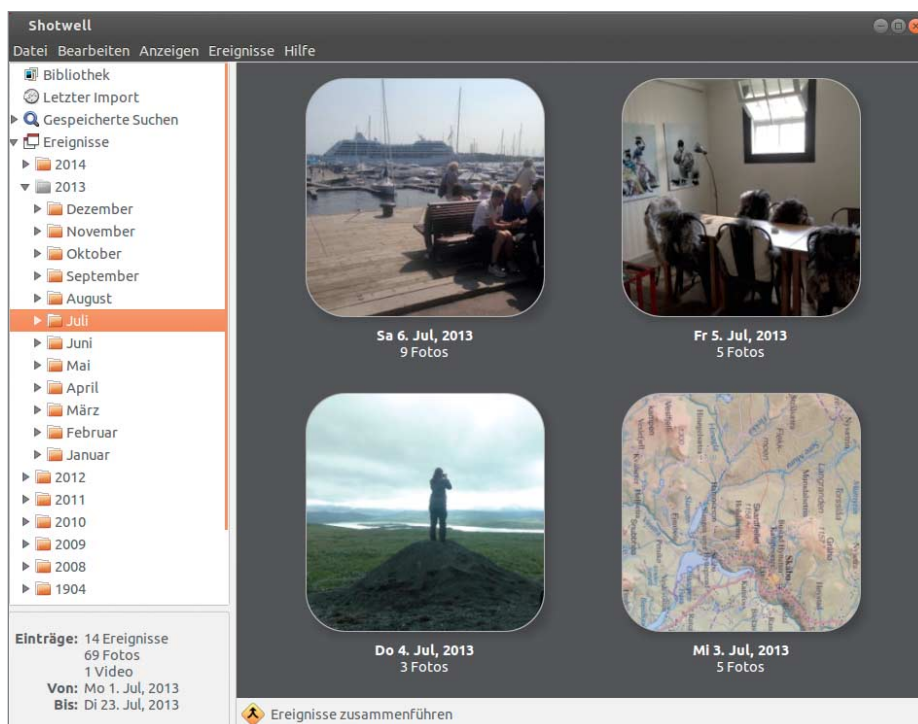 Shotwell
Datei Bearbeiten Anzeigen Ereignisse Hilfe
Bibliothek
Letzter Import
Gespeicherte Suchen
Ereignisse
2014
2013
Dezember
November
Oktober
September
August
Juli
Juni
Mai
April
März
Februar
Januar
2012
2011
2010
2009
2008
1904
Einträge: 14 Ereignisse
69 Fotos
1 Video
Von: Mo 1. Jul, 2013
Bis: Di 23. Jul, 2013
Sa 6. Jul, 2013
9 Fotos
Fr 5. Jul, 2013
5 Fotos
Do 4. Jul, 2013
3 Fotos
Skåbu
Mi 3. Jul, 2013
5 Fotos
Ereignisse zusammenführen